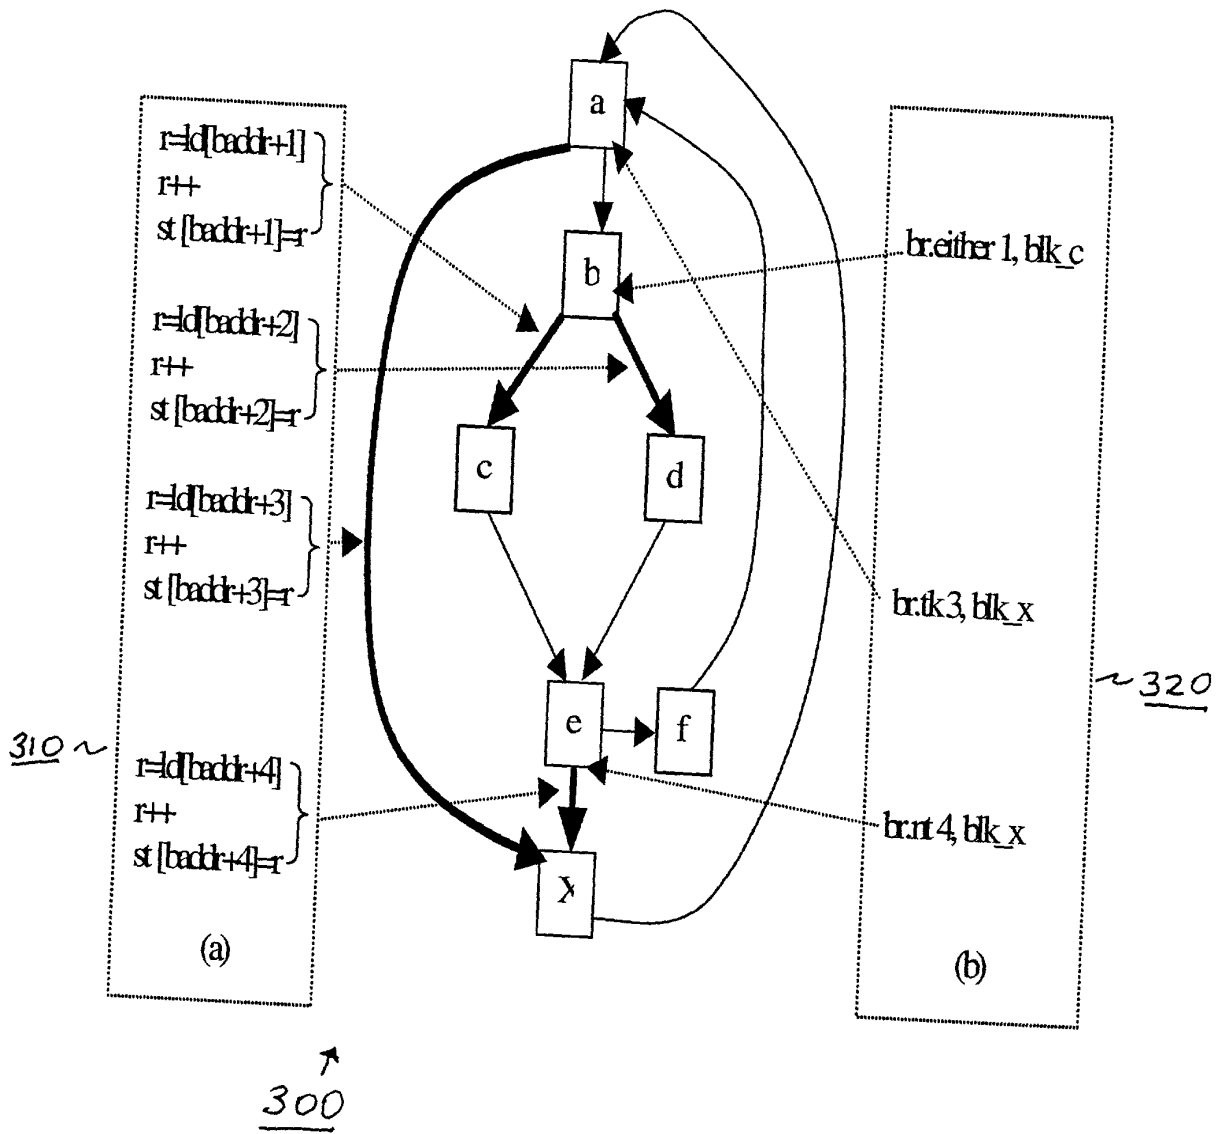 r=ld[baddr+1]
r++
st [baddr+1]=r
r=ld[baddr+2]
r++
st [baddr+2]=r
r=ld[baddr+3]
r++
st [baddr+3]=r
r=ld[baddr+4]
r++
st [baddr+4]=r
(a)
310
300
a
b
c
d
e
f
X
br.either 1, blk_c
br.tk 3, blk_x
br.nt 4, blk_x
(b)
320